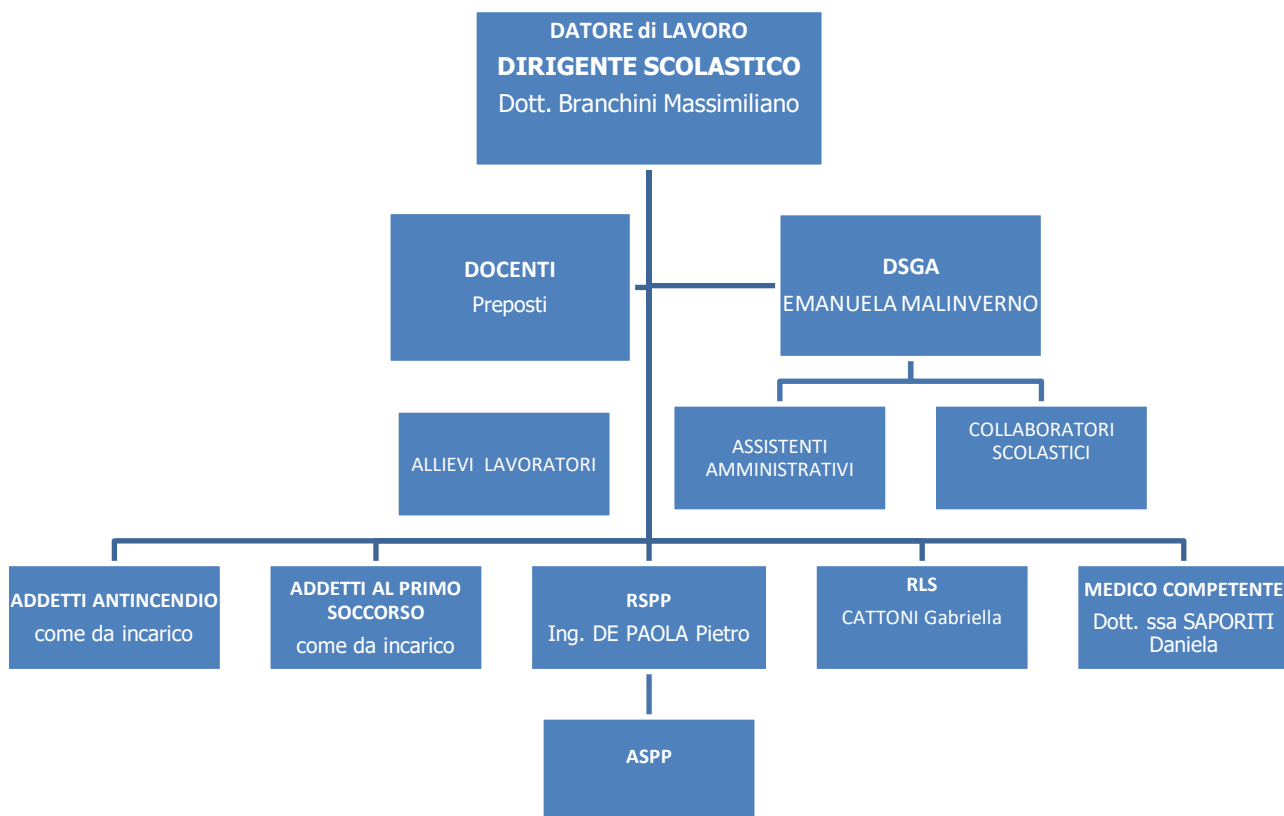 DATORE di LAVORO
DIRIGENTE SCOLASTICO
Dott. Branchini Massimiliano
DOCENTI
Preposti
DSGA
EMANUELA MALINVERNO
ALLIEVI LAVORATORI
ASSISTENTI
AMMINISTRATIVI
COLLABORATORI
SCOLASTICI
ADDETTI ANTINCENDIO
come da incarico
ADDETTI AL PRIMO
SOCCORSO
come da incarico
RSPP
Ing. DE PAOLA Pietro
RLS
CATTONI Gabriella
MEDICO COMPETENTE
Dott. ssa SAPORITI
Daniela
ASPP